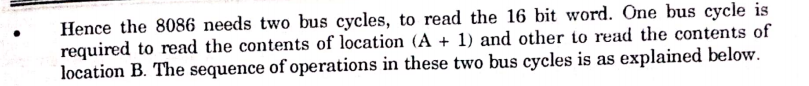 • Hence the 8086 needs two bus cycles, to read the 16 bit word. One bus cycle is
required to read the contents of location (A + 1) and other to read the contents of
location B. The sequence of operations in these two bus cycles is as explained below.